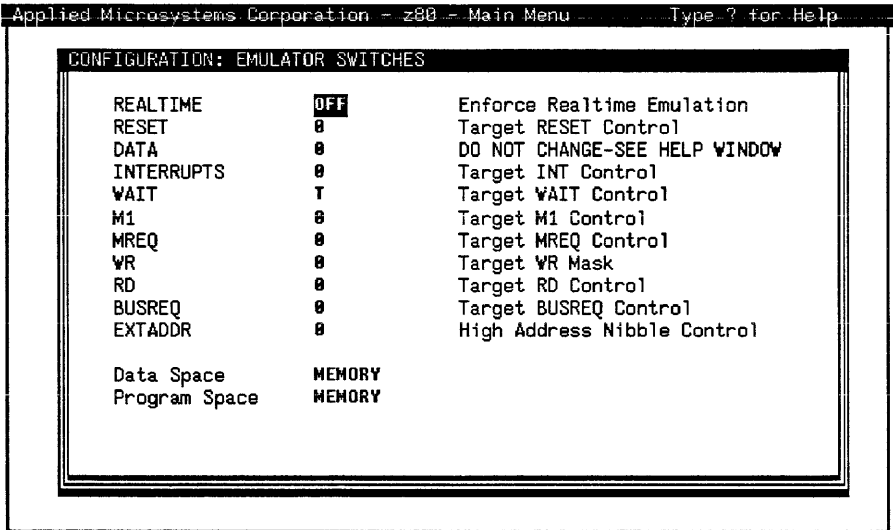 Applied Microsystems Corporation - z80 - Main Menu Type ? for Help
CONFIGURATION: EMULATOR SWITCHES
REALTIME OFF Enforce Realtime Emulation
RESET 0 Target RESET Control
DATA 0 DO NOT CHANGE-SEE HELP WINDOW
INTERRUPTS 0 Target INT Control
WAIT T Target WAIT Control
M1 0 Target M1 Control
MREQ 0 Target MREQ Control
WR 0 Target WR Mask
RD 0 Target RD Control
BUSREQ 0 Target BUSREQ Control
EXTADDR 0 High Address Nibble Control
Data Space MEMORY
Program Space MEMORY